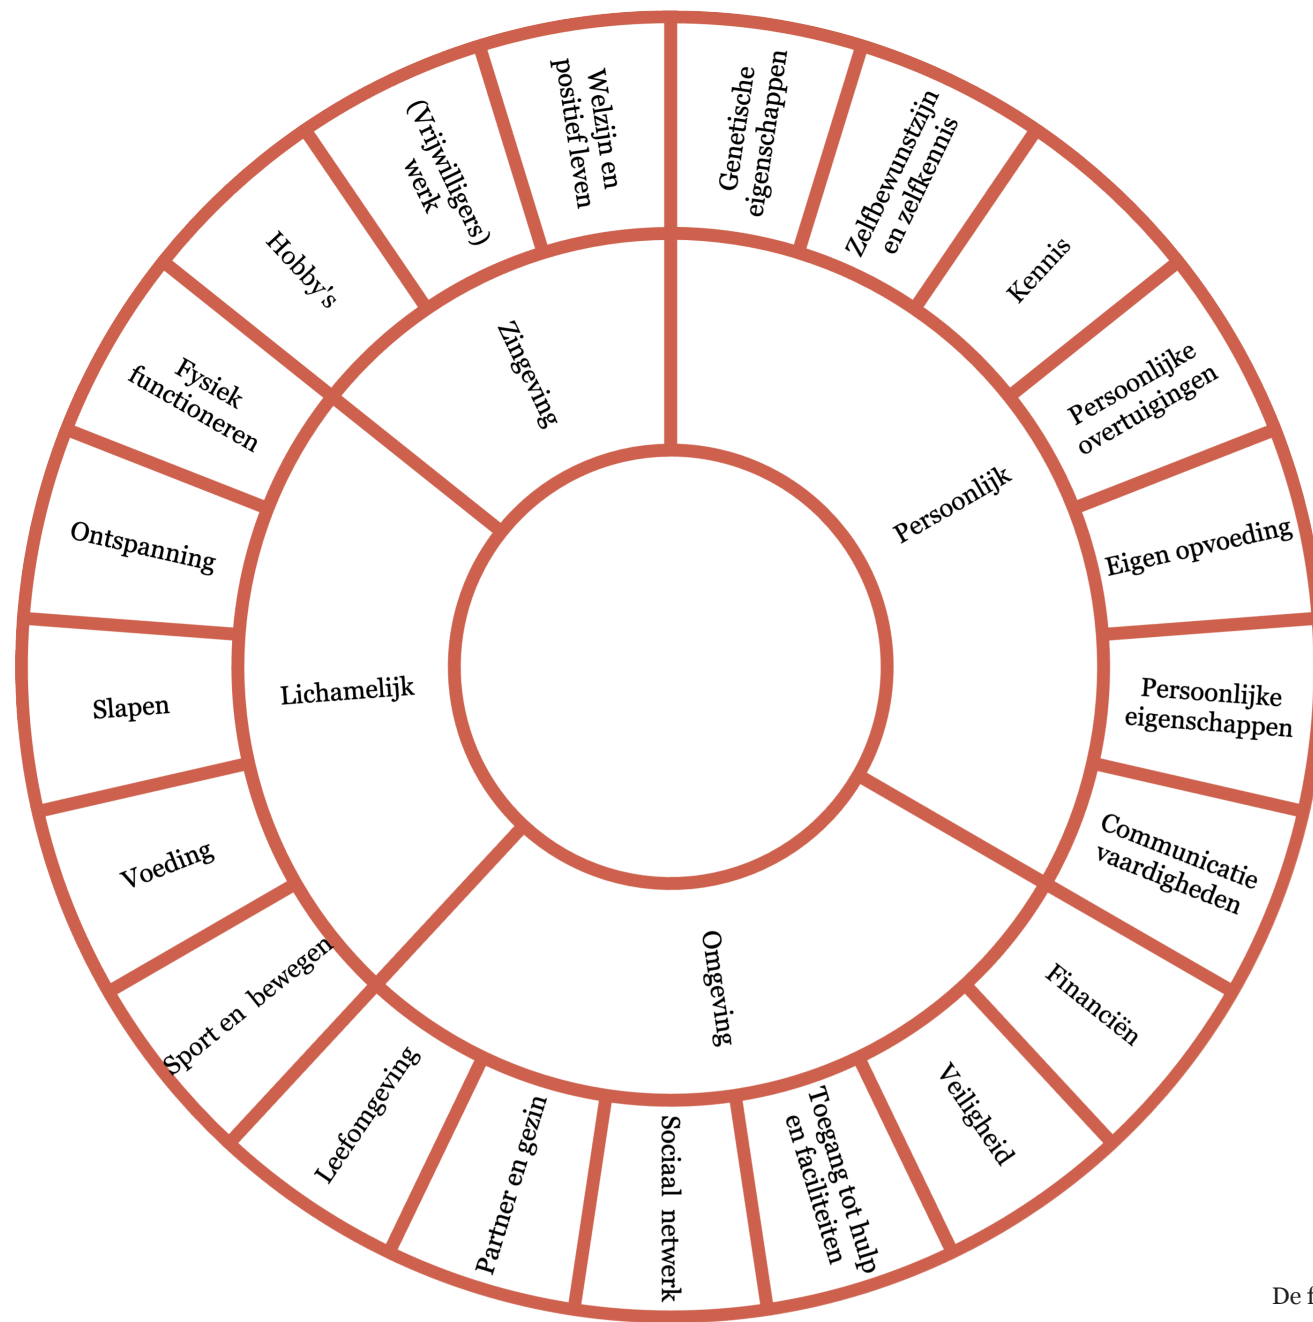 Genetische
eigenschappen
Zelfbewunstzijn
en zelfkennis
Kennis
Persoonlijke
overtuigingen
Eigen opvoeding
Persoonlijke
eigenschappen
Communicatie
vaardigheden
Financiën
Veiligheid
Toegang tot hulp
en faciliteiten
Sociaal netwerk
Partner en gezin
Leefomgeving
Sport en bewegen
Voeding
Slapen
Ontspanning
Fysiek
functioneren
Hobby's
(Vrijwilligers)
werk
Welzijn en
positief leven
Persoonlijk
Omgeving
Lichamelijk
Zingeving
De f